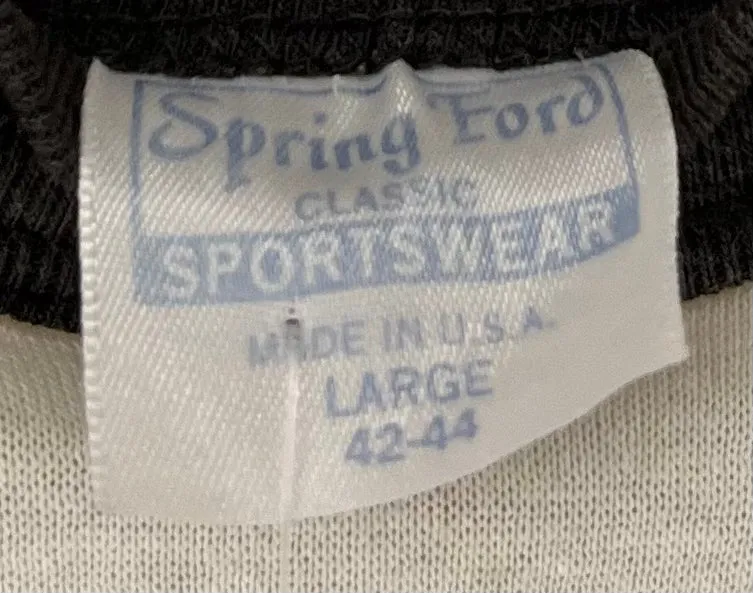 Spring Ford
CLASSIC
SPORTSWEAR
MADE IN U.S.A.
LARGE
42-44